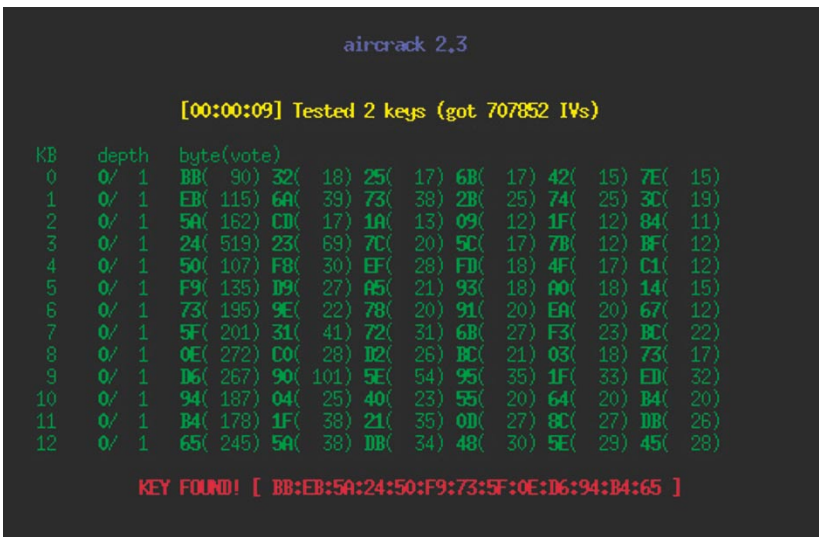 aircrack 2.3
[00:00:09] Tested 2 keys (got 707852 IVs)
KB depth byte(vote)
0 0/ 1 BB( 90) 32( 18) 25( 17) 6B( 17) 42( 15) 7E( 15)
1 0/ 1 EB( 115) 6A( 39) 73( 38) 2B( 25) 74( 25) 3C( 19)
2 0/ 1 5A( 162) CD( 17) 1A( 13) 09( 12) 1F( 12) 84( 11)
3 0/ 1 24( 519) 23( 69) 7C( 20) 5C( 17) 7B( 12) BF( 12)
4 0/ 1 50( 107) F8( 30) EF( 28) FD( 18) 4F( 17) C1( 12)
5 0/ 1 F9( 135) D9( 27) A5( 21) 93( 18) A0( 18) 14( 15)
6 0/ 1 73( 195) 9E( 22) 78( 20) 91( 20) EA( 20) 67( 12)
7 0/ 1 5F( 201) 31( 41) 72( 31) 6B( 27) F3( 23) BC( 22)
8 0/ 1 0E( 272) C0( 28) D2( 26) BC( 21) 03( 18) 73( 17)
9 0/ 1 D6( 267) 90( 101) 5E( 54) 95( 35) 1F( 33) ED( 32)
10 0/ 1 94( 187) 04( 25) 40( 23) 55( 20) 64( 20) B4( 20)
11 0/ 1 B4( 178) 1F( 38) 21( 35) 0D( 27) 8C( 27) DB( 26)
12 0/ 1 65( 245) 5A( 38) DB( 34) 48( 30) 5E( 29) 45( 28)
KEY FOUND! [ BB:EB:5A:24:50:F9:73:5F:0E:D6:94:B4:65 ]